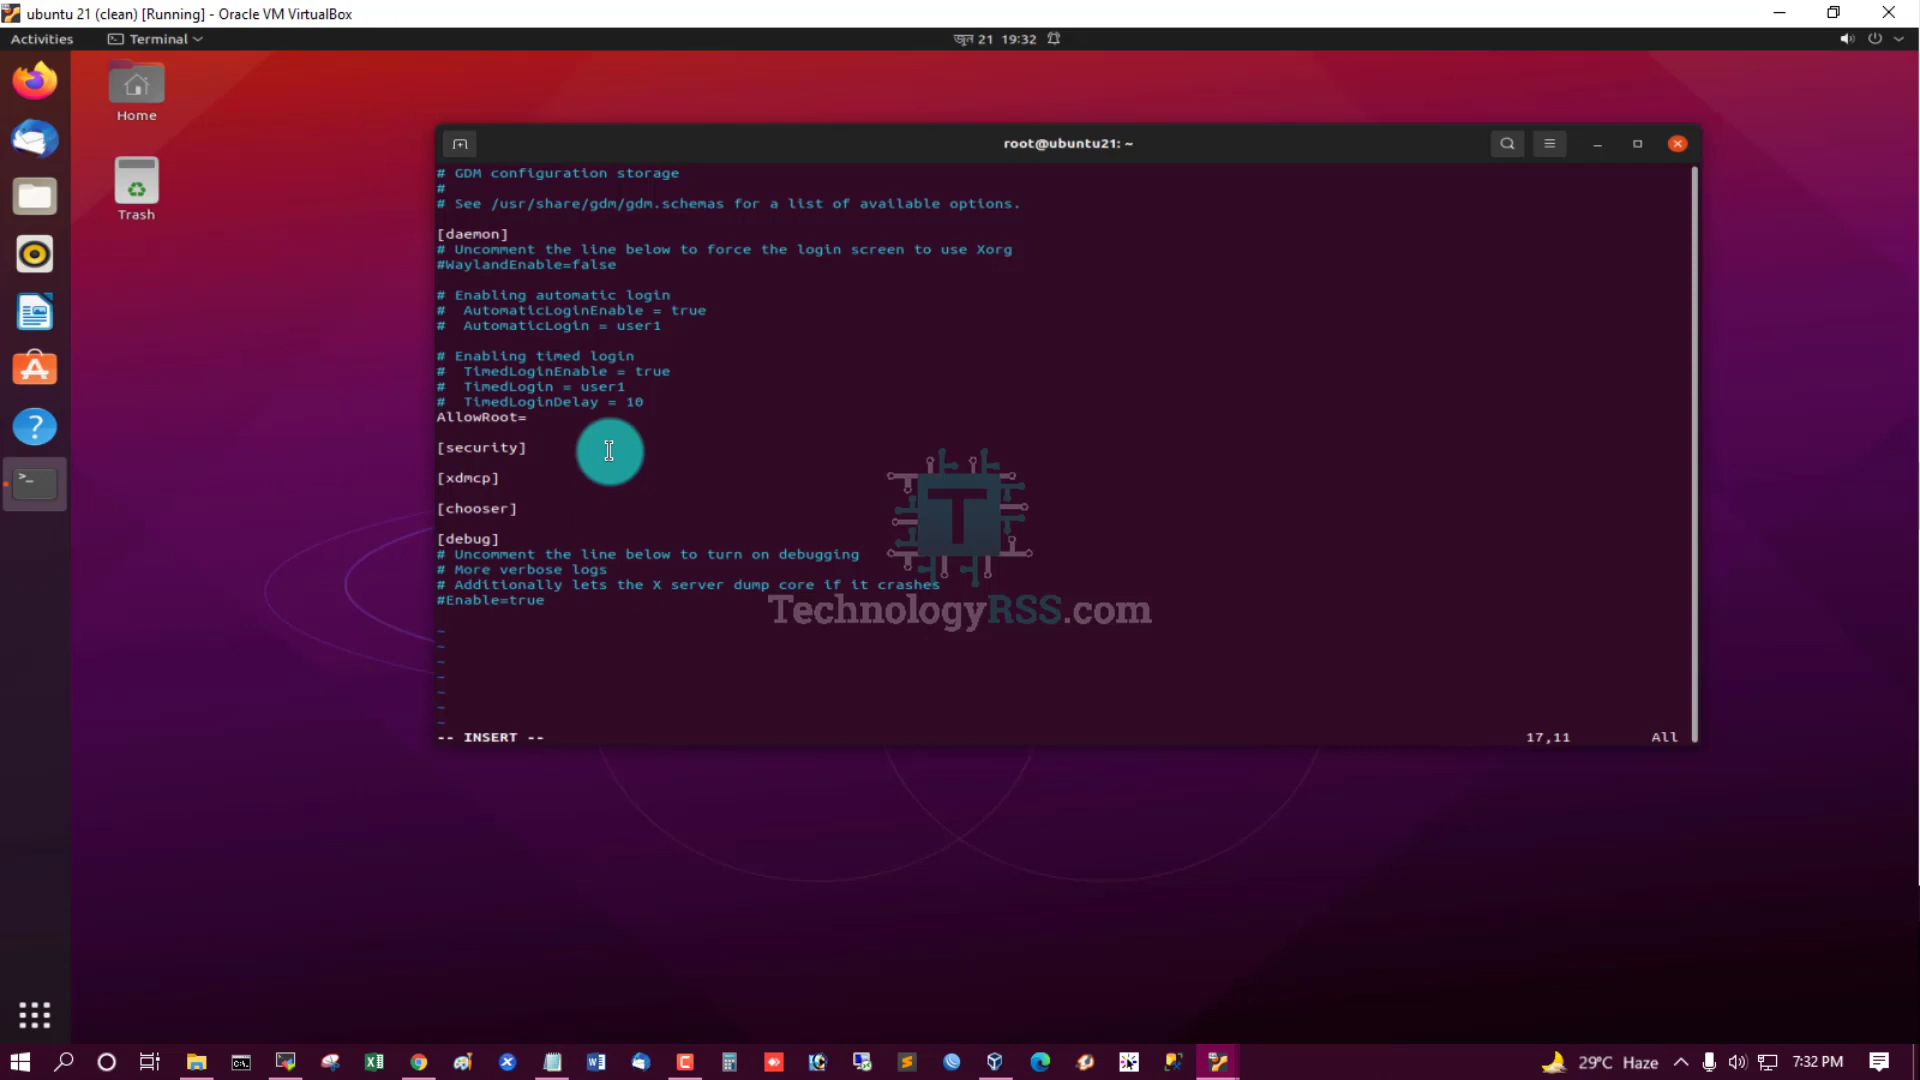 ubuntu 21 (clean) [Running] - Oracle VM VirtualBox
Activities
Terminal
जून 21 19:32
Home
Trash
root@ubuntu21: ~
# GDM configuration storage
#
# See /usr/share/gdm/gdm.schemas for a list of available options.
[daemon]
# Uncomment the line below to force the login screen to use Xorg
#WaylandEnable=false
# Enabling automatic login
#  AutomaticLoginEnable = true
#  AutomaticLogin = user1
# Enabling timed login
#  TimedLoginEnable = true
#  TimedLogin = user1
#  TimedLoginDelay = 10
AllowRoot=
[security]
[xdmcp]
[chooser]
[debug]
# Uncomment the line below to turn on debugging
# More verbose logs
# Additionally lets the X server dump core if it crashes
#Enable=true
~
~
~
~
~
~
~
-- INSERT --
17,11
All
T
TechnologyRSS.com
29°C Haze
7:32 PM